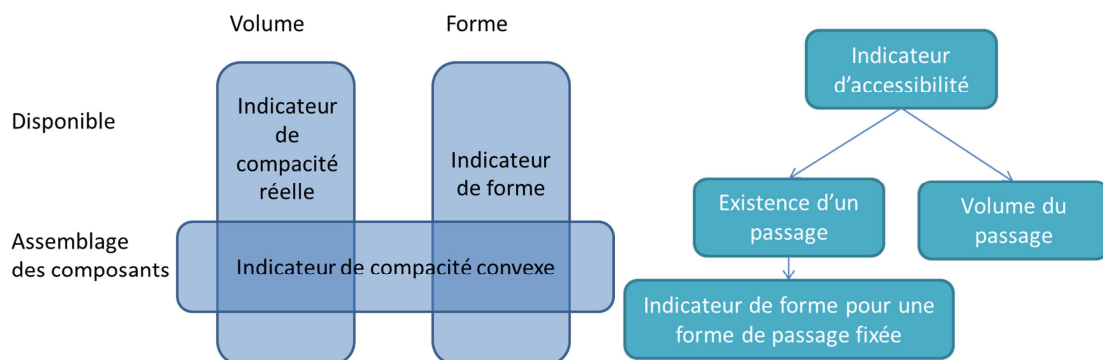 Volume
Forme
Disponible
Indicateur
de
compacité
réelle
Indicateur
de forme
Assemblage
des composants
Indicateur de compacité convexe
Indicateur
d'accessibilité
Existence d'un
passage
Volume du
passage
Indicateur de forme pour une
forme de passage fixée